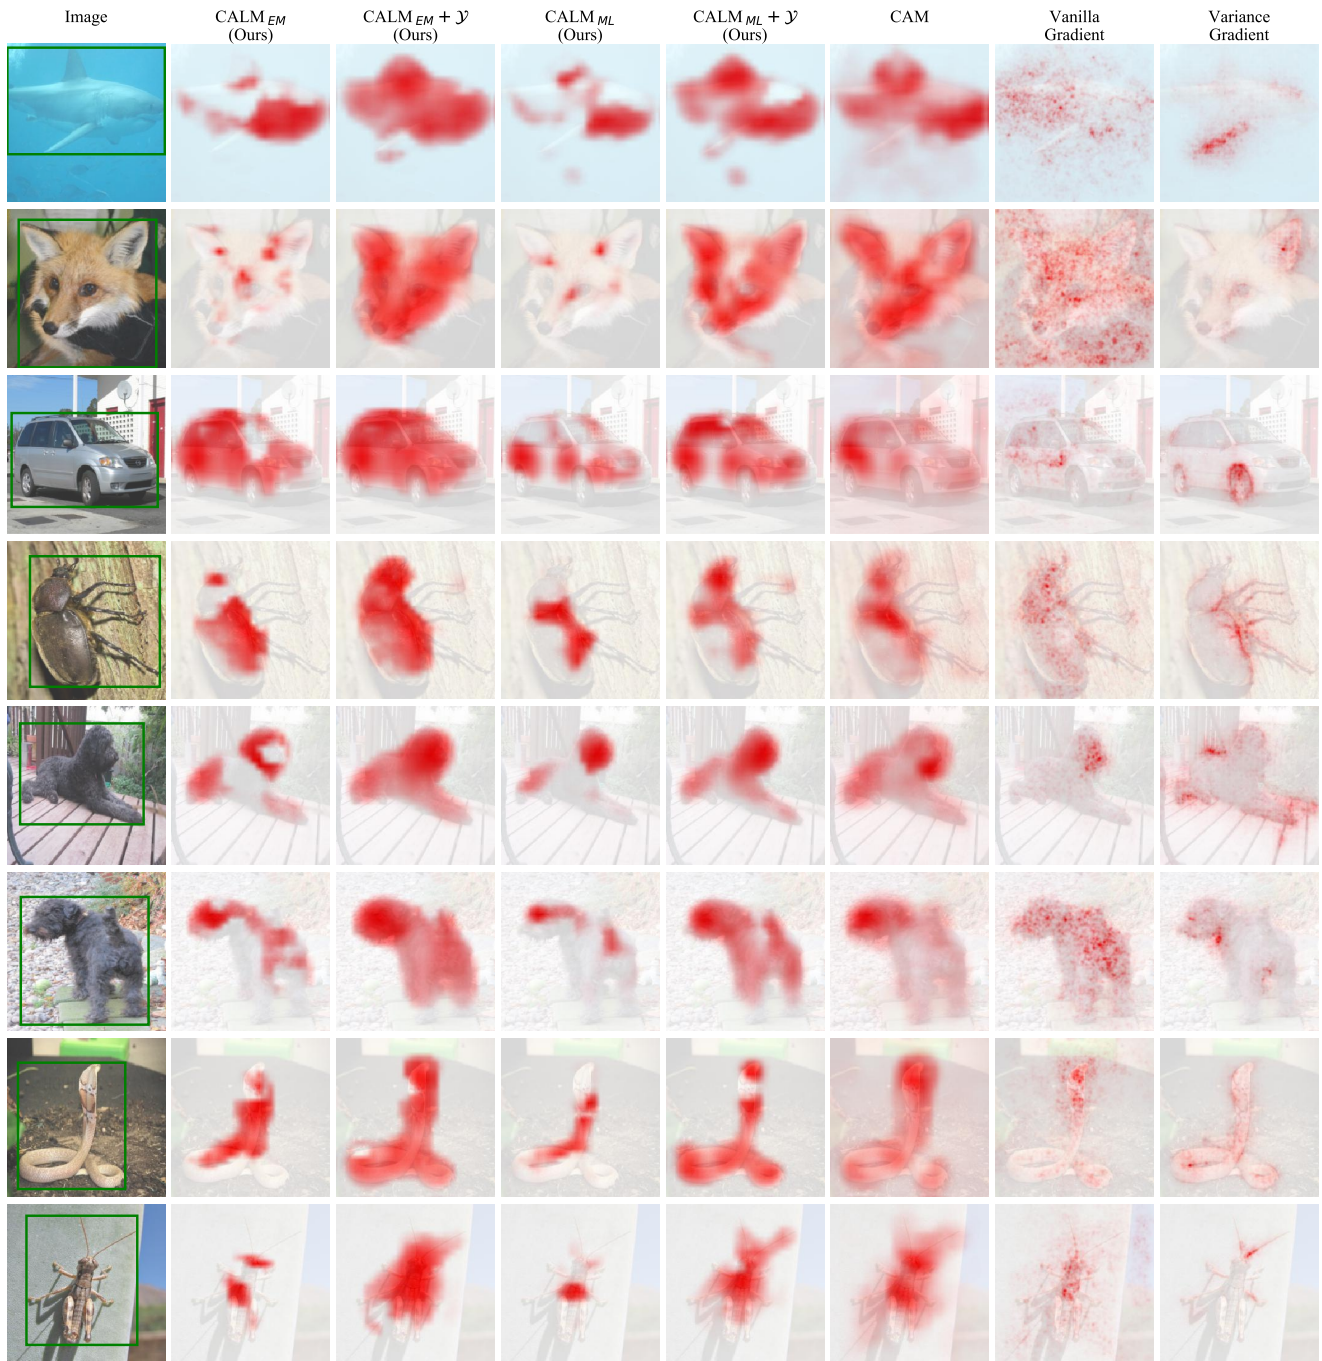 Image
CALM EM (Ours)
CALM EM + 𝒴 (Ours)
CALM ML (Ours)
CALM ML + 𝒴 (Ours)
CAM
Vanilla Gradient
Variance Gradient